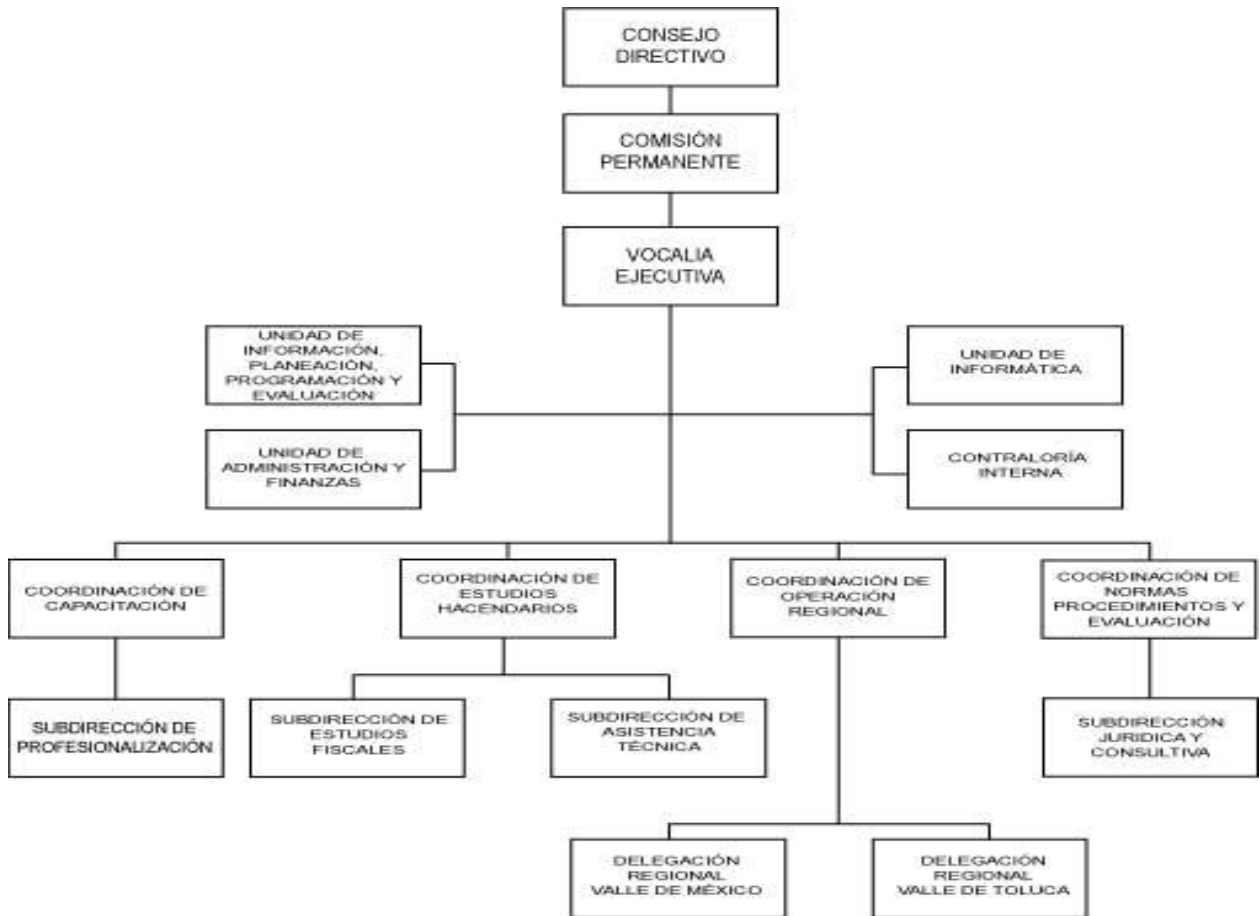 CONSEJO
DIRECTIVO
COMISIÓN
PERMANENTE
VOCALIA
EJECUTIVA
UNIDAD DE
INFORMACIÓN,
PLANEACIÓN,
PROGRAMACIÓN Y
EVALUACIÓN
UNIDAD DE
INFORMÁTICA
UNIDAD DE
ADMINISTRACIÓN Y
FINANZAS
CONTRALORÍA
INTERNA
COORDINACIÓN DE
CAPACITACIÓN
COORDINACIÓN DE
ESTUDIOS
HACENDARIOS
COORDINACIÓN DE
OPERACIÓN
REGIONAL
COORDINACIÓN DE
NORMAS
PROCEDIMIENTOS Y
EVALUACIÓN
SUBDIRECCIÓN DE
PROFESIONALIZACIÓN
SUBDIRECCIÓN DE
ESTUDIOS
FISCALES
SUBDIRECCIÓN DE
ASISTENCIA
TÉCNICA
SUBDIRECCIÓN
JURIDICA Y
CONSULTIVA
DELEGACIÓN
REGIONAL
VALLE DE MÉXICO
DELEGACIÓN
REGIONAL
VALLE DE TOLUCA